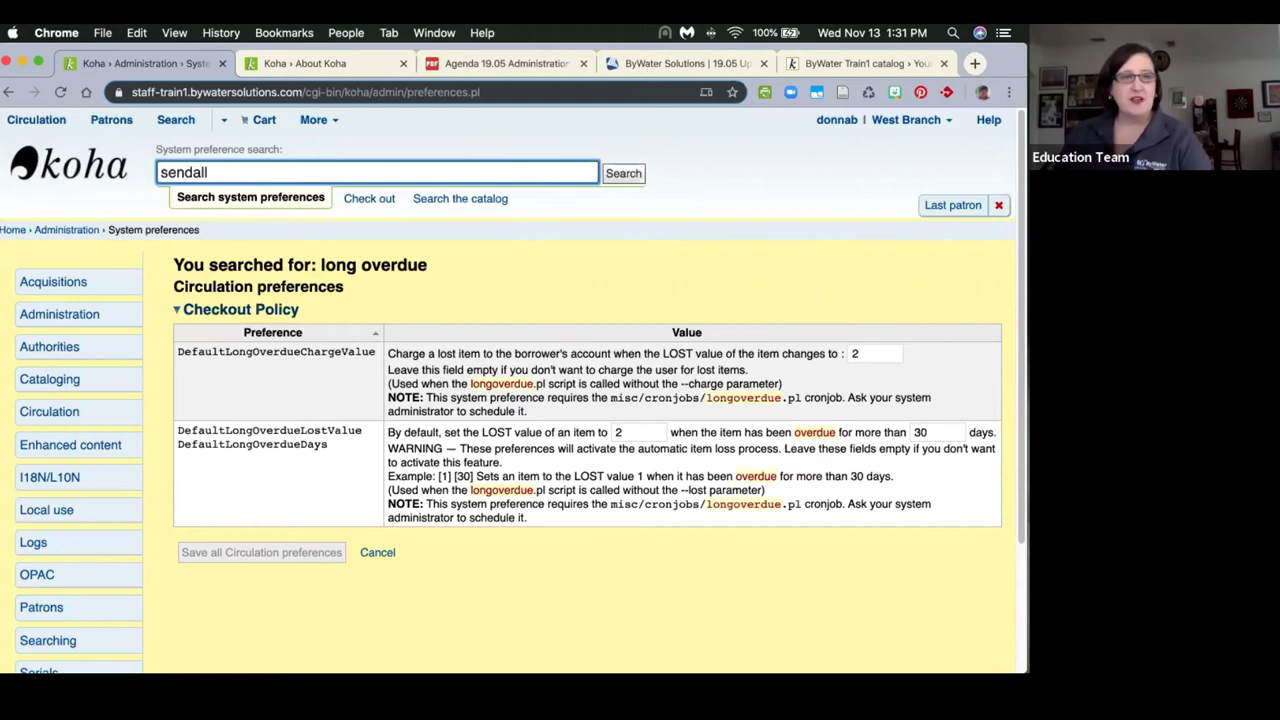 Chrome File Edit View History Bookmarks People Tab Window Help 100% Wed Nov 13 1:31 PM
Koha › Administration › Syste × Koha › About Koha × Agenda 19.05 Administration × ByWater Solutions | 19.05 Up × ByWater Train1 catalog › You × +
staff-train1.bywatersolutions.com/cgi-bin/koha/admin/preferences.pl
Circulation Patrons Search Cart More donnab | West Branch Help
koha
System preference search:
sendall
Search
Search system preferences Check out Search the catalog
Last patron ×
Home › Administration › System preferences
Acquisitions
Administration
Authorities
Cataloging
Circulation
Enhanced content
I18N/L10N
Local use
Logs
OPAC
Patrons
Searching
Serials
You searched for: long overdue
Circulation preferences
Checkout Policy
Preference Value
DefaultLongOverdueChargeValue
Charge a lost item to the borrower's account when the LOST value of the item changes to : 2
Leave this field empty if you don't want to charge the user for lost items.
(Used when the longoverdue.pl script is called without the --charge parameter)
NOTE: This system preference requires the misc/cronjobs/longoverdue.pl cronjob. Ask your system
administrator to schedule it.
DefaultLongOverdueLostValue
DefaultLongOverdueDays
By default, set the LOST value of an item to 2 when the item has been overdue for more than 30 days.
WARNING — These preferences will activate the automatic item loss process. Leave these fields empty if you don't want
to activate this feature.
Example: [1] [30] Sets an item to the LOST value 1 when it has been overdue for more than 30 days.
(Used when the longoverdue.pl script is called without the --lost parameter)
NOTE: This system preference requires the misc/cronjobs/longoverdue.pl cronjob. Ask your system
administrator to schedule it.
Save all Circulation preferences Cancel
Education Team